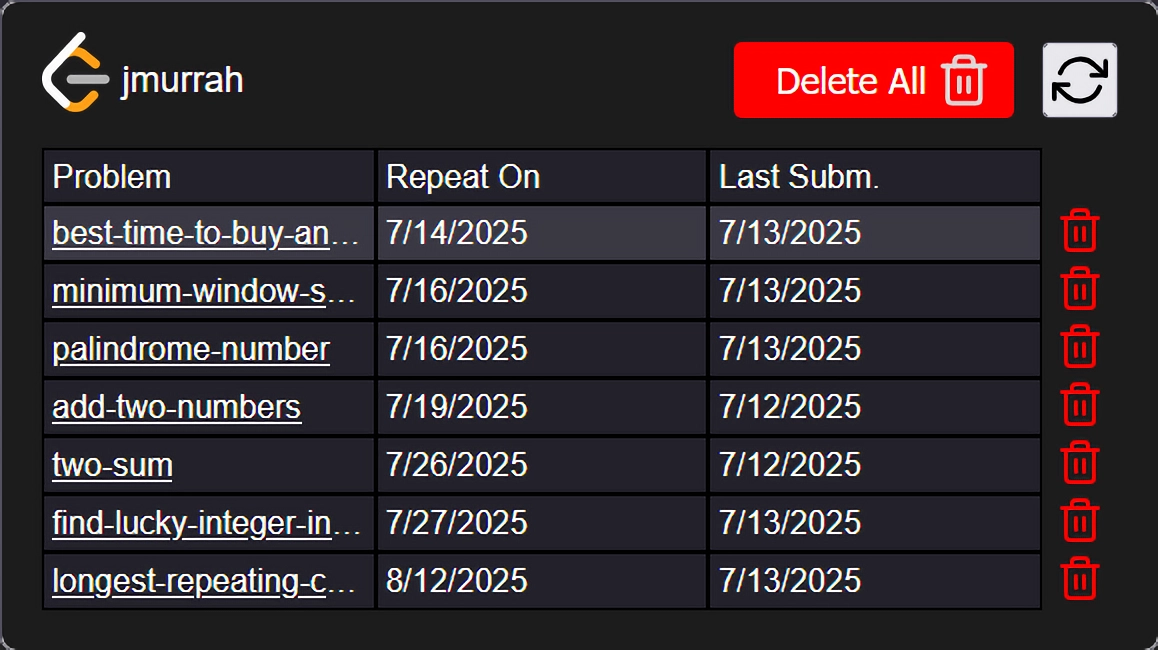 jmurrah
Delete All
Problem Repeat On Last Subm.
best-time-to-buy-an... 7/14/2025 7/13/2025
minimum-window-s... 7/16/2025 7/13/2025
palindrome-number 7/16/2025 7/13/2025
add-two-numbers 7/19/2025 7/12/2025
two-sum 7/26/2025 7/12/2025
find-lucky-integer-in... 7/27/2025 7/13/2025
longest-repeating-c... 8/12/2025 7/13/2025